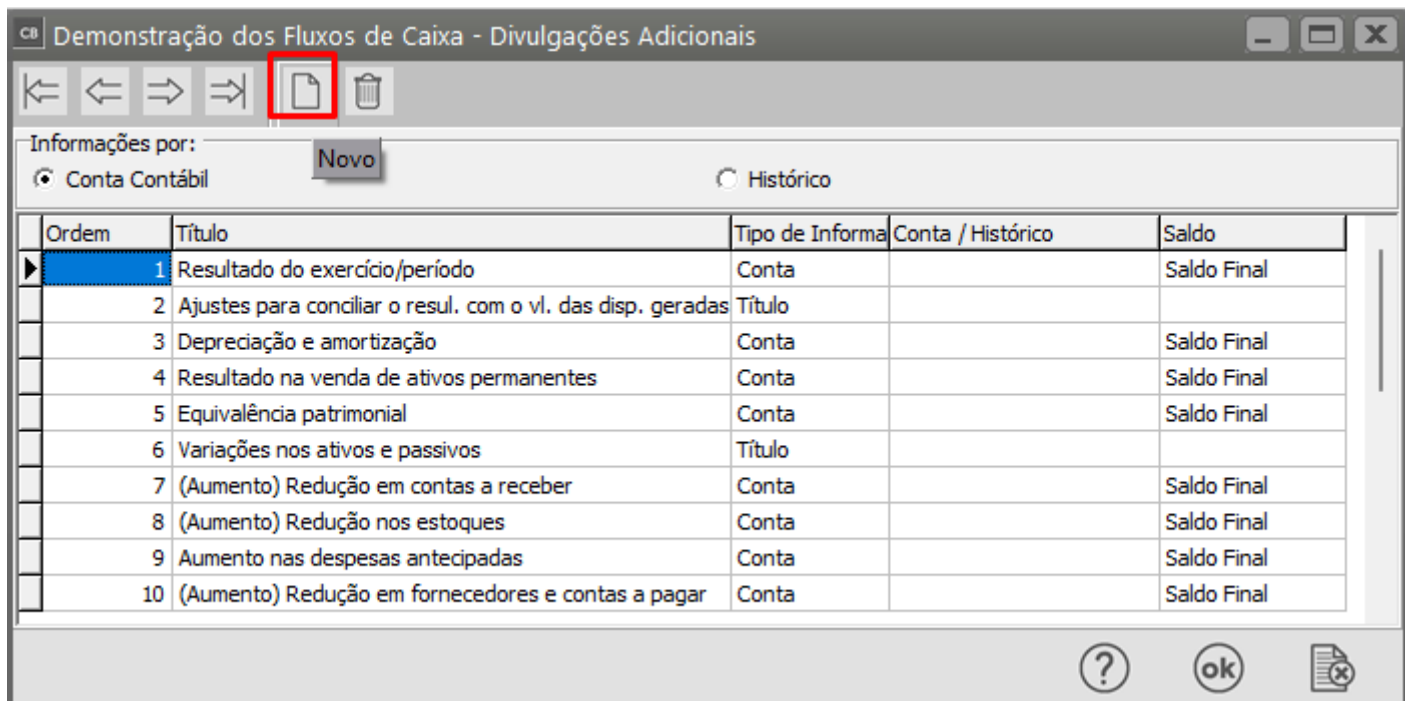 CB Demonstração dos Fluxos de Caixa - Divulgações Adicionais
Informações por:
Novo
Conta Contábil Histórico
Ordem Título Tipo de Informa Conta / Histórico Saldo
1 Resultado do exercício/período Conta Saldo Final
2 Ajustes para conciliar o resul. com o vl. das disp. geradas Título
3 Depreciação e amortização Conta Saldo Final
4 Resultado na venda de ativos permanentes Conta Saldo Final
5 Equivalência patrimonial Conta Saldo Final
6 Variações nos ativos e passivos Título
7 (Aumento) Redução em contas a receber Conta Saldo Final
8 (Aumento) Redução nos estoques Conta Saldo Final
9 Aumento nas despesas antecipadas Conta Saldo Final
10 (Aumento) Redução em fornecedores e contas a pagar Conta Saldo Final
? ok